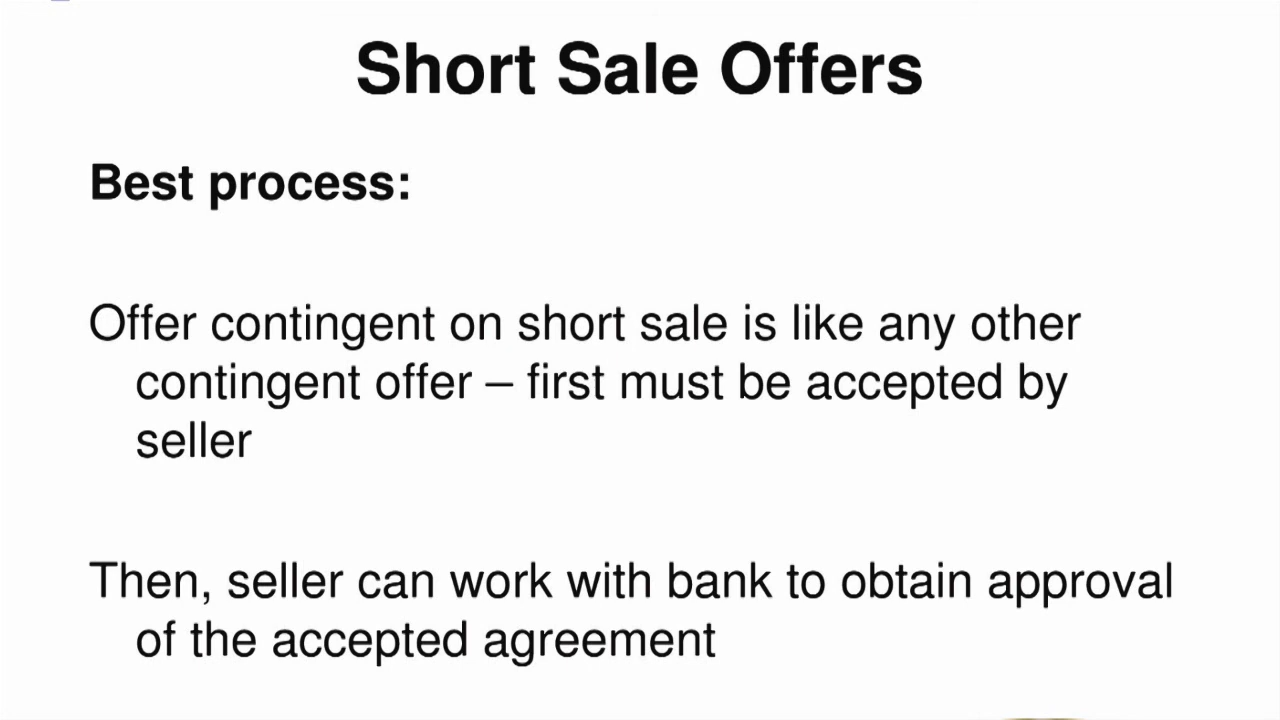 Short Sale Offers
Best process:
Offer contingent on short sale is like any other
contingent offer – first must be accepted by
seller
Then, seller can work with bank to obtain approval
of the accepted agreement